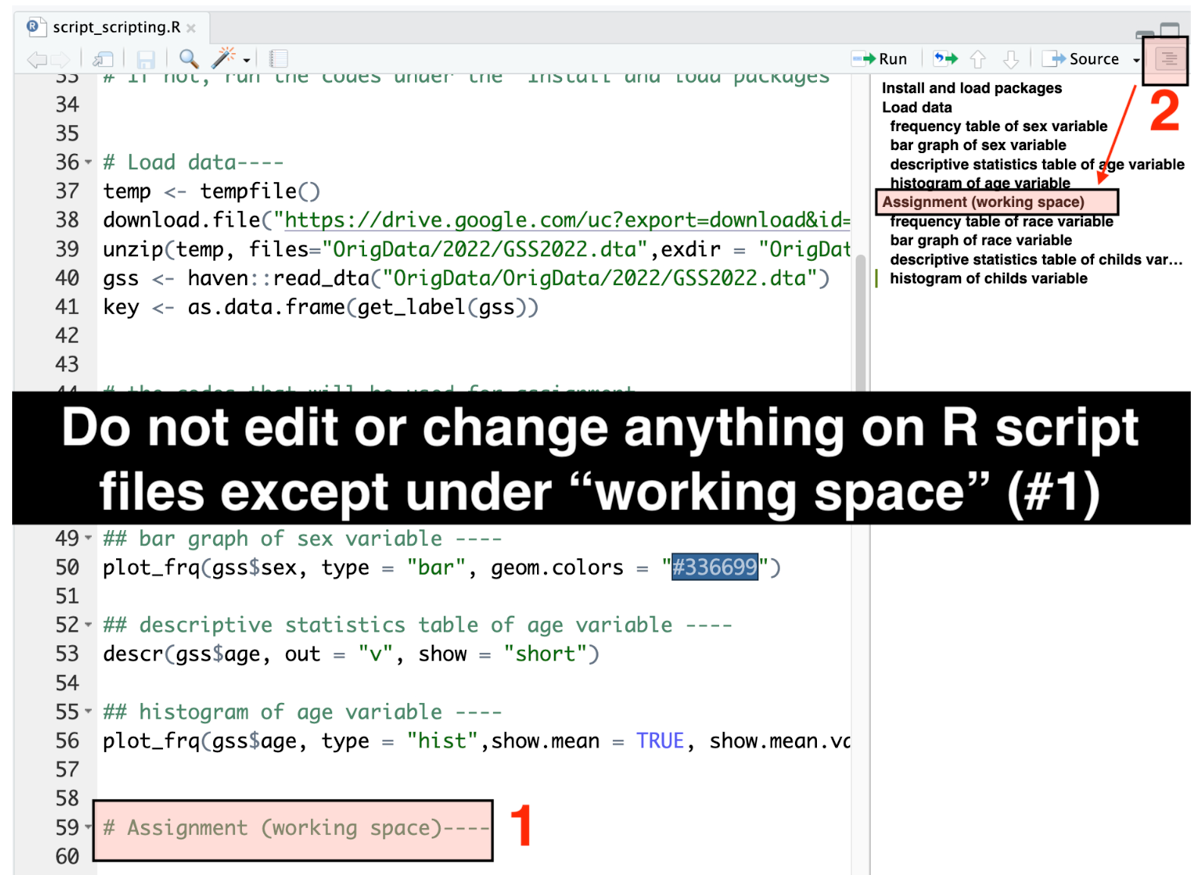 script_scripting.R
Run
Source
33 # if not, run the codes under the "Install and load packages
34
35
36 # Load data----
37 temp <- tempfile()
38 download.file("https://drive.google.com/uc?export=download&id=
39 unzip(temp, files="OrigData/2022/GSS2022.dta",exdir = "OrigDat
40 gss <- haven::read_dta("OrigData/OrigData/2022/GSS2022.dta")
41 key <- as.data.frame(get_label(gss))
42
43
44 # the codes that will be used for assignment
Do not edit or change anything on R script
files except under “working space” (#1)
49 ## bar graph of sex variable ----
50 plot_frq(gss$sex, type = "bar", geom.colors = "#336699")
51
52 ## descriptive statistics table of age variable ----
53 descr(gss$age, out = "v", show = "short")
54
55 ## histogram of age variable ----
56 plot_frq(gss$age, type = "hist",show.mean = TRUE, show.mean.va
57
58
59 # Assignment (working space)----
1
60
2
Install and load packages
Load data
frequency table of sex variable
bar graph of sex variable
descriptive statistics table of age variable
histogram of age variable
Assignment (working space)
frequency table of race variable
bar graph of race variable
descriptive statistics table of childs var...
histogram of childs variable